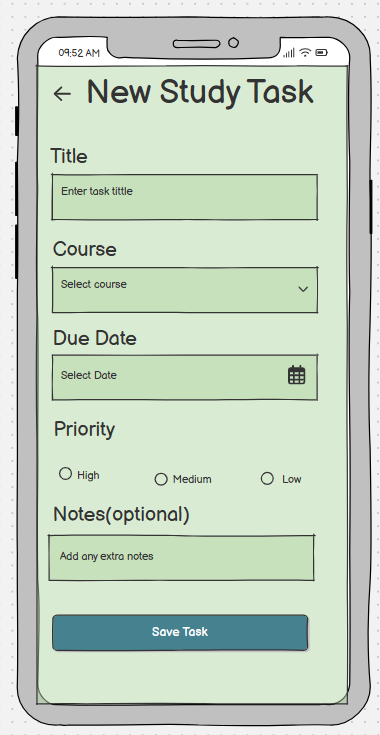 09:52 AM
New Study Task
Title
Enter task tittle
Course
Select course
Due Date
Select Date
Priority
High Medium Low
Notes(optional)
Add any extra notes
Save Task